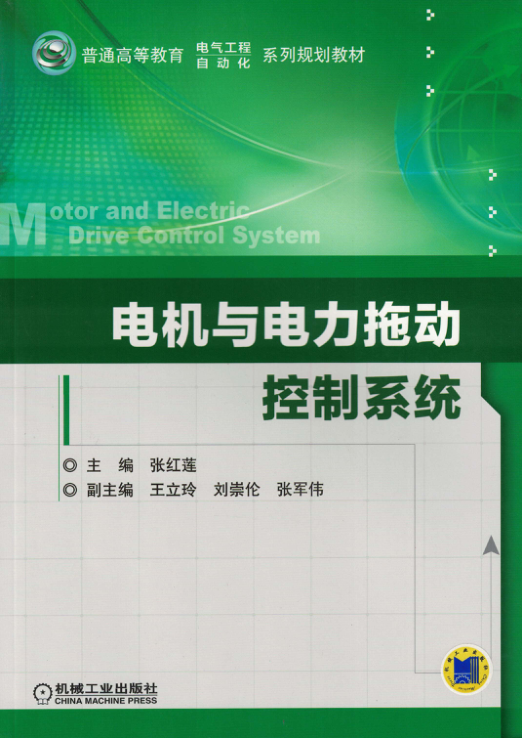 普通高等教育 电气工程 自动化 系列规划教材
Motor and Electric
Drive Control System
电机与电力拖动
控制系统
◎ 主 编 张红莲
◎ 副主编 王立玲 刘崇伦 张军伟
机械工业出版社
CHINA MACHINE PRESS